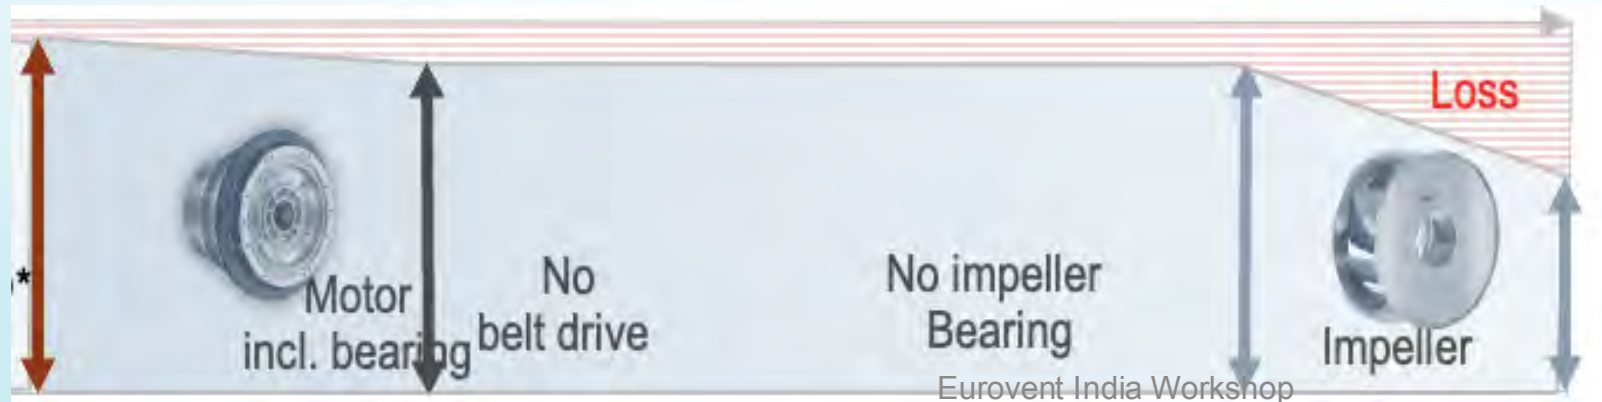 Loss
*
Motor
incl. bearing
No
belt drive
No impeller
Bearing
Impeller
Eurovent India Workshop